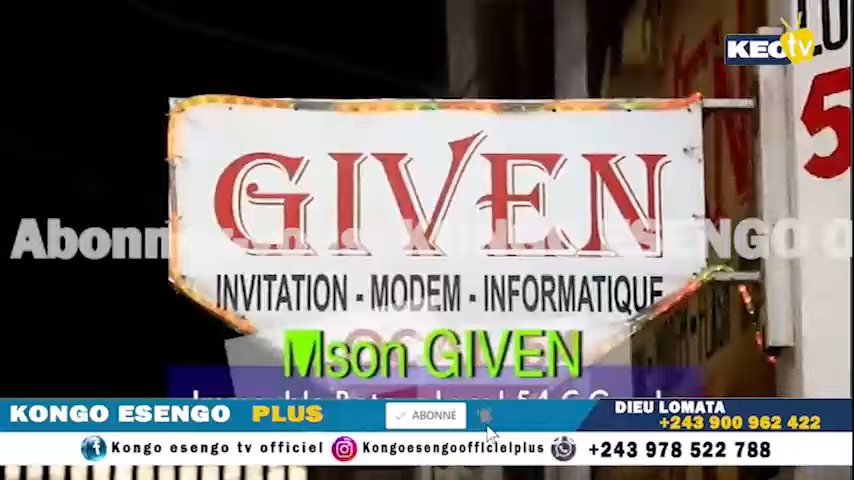 KEO tv
5
GIVEN
INVITATION - MODEM - INFORMATIQUE
Mson GIVEN
KONGO ESENGO PLUS
ABONNÉ
DIEU LOMATA
+243 900 962 422
Kongo esengo tv officiel
Kongoesengoofficielplus
+243 978 522 788